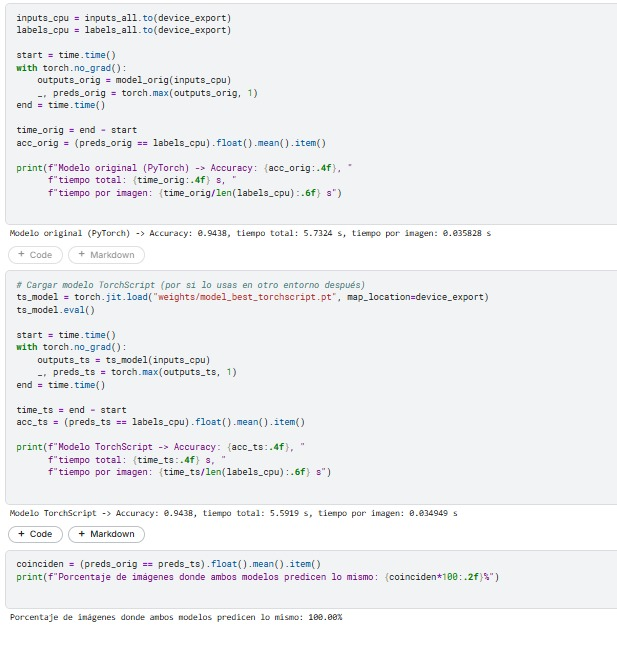 inputs_cpu = inputs_all.to(device_export)
labels_cpu = labels_all.to(device_export)
start = time.time()
with torch.no_grad():
    outputs_orig = model_orig(inputs_cpu)
    _, preds_orig = torch.max(outputs_orig, 1)
end = time.time()
time_orig = end - start
acc_orig = (preds_orig == labels_cpu).float().mean().item()
print(f"Modelo original (PyTorch) -> Accuracy: {acc_orig:.4f}, "
      f"tiempo total: {time_orig:.4f} s, "
      f"tiempo por imagen: {time_orig/len(labels_cpu):.6f} s")
Modelo original (PyTorch) -> Accuracy: 0.9438, tiempo total: 5.7324 s, tiempo por imagen: 0.035828 s
+ Code + Markdown
# Cargar modelo TorchScript (por si lo usas en otro entorno después)
ts_model = torch.jit.load("weights/model_best_torchscript.pt", map_location=device_export)
ts_model.eval()
start = time.time()
with torch.no_grad():
    outputs_ts = ts_model(inputs_cpu)
    _, preds_ts = torch.max(outputs_ts, 1)
end = time.time()
time_ts = end - start
acc_ts = (preds_ts == labels_cpu).float().mean().item()
print(f"Modelo TorchScript -> Accuracy: {acc_ts:.4f}, "
      f"tiempo total: {time_ts:.4f} s, "
      f"tiempo por imagen: {time_ts/len(labels_cpu):.6f} s")
Modelo TorchScript -> Accuracy: 0.9438, tiempo total: 5.5919 s, tiempo por imagen: 0.034949 s
+ Code + Markdown
coinciden = (preds_orig == preds_ts).float().mean().item()
print(f"Porcentaje de imágenes donde ambos modelos predicen lo mismo: {coinciden*100:.2f}%")
Porcentaje de imágenes donde ambos modelos predicen lo mismo: 100.00%